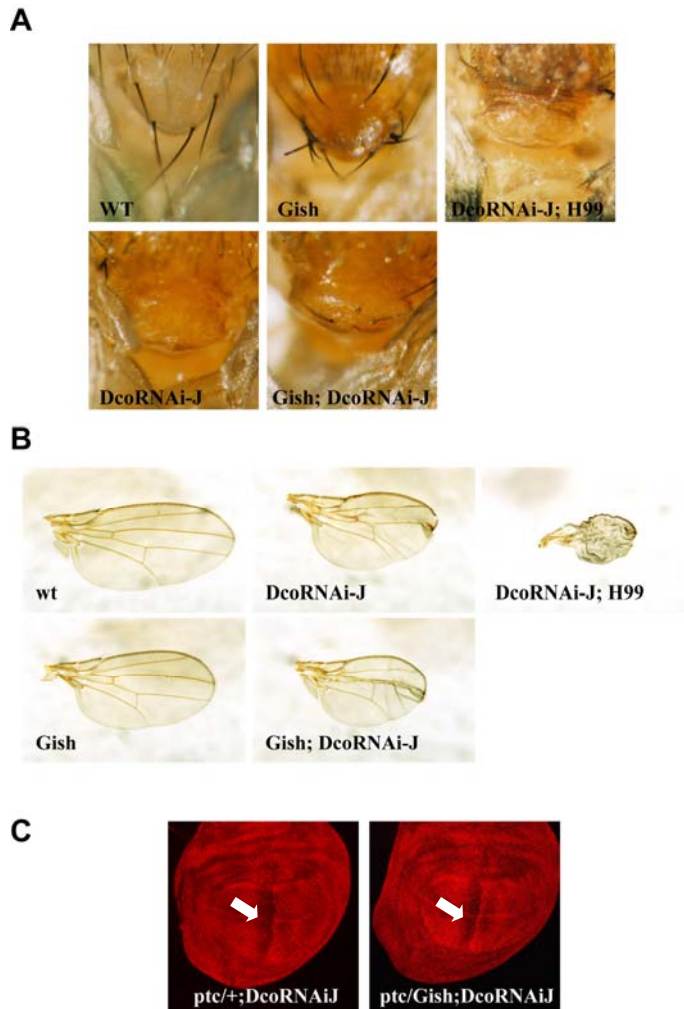 A
WT
Gish
DcoRNAi-J; H99
DcoRNAi-J
Gish; DcoRNAi-J
B
wt
DcoRNAi-J
DcoRNAi-J; H99
Gish
Gish; DcoRNAi-J
C
ptc/+;DcoRNAiJ
ptc/Gish;DcoRNAiJ